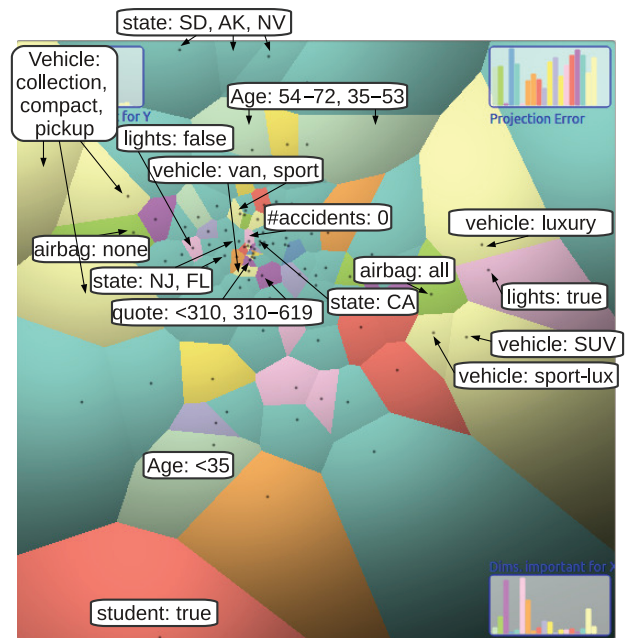 state: SD, AK, NV
Vehicle:
collection,
compact,
pickup
for Y
Projection Error
Age: 54−72, 35−53
lights: false
vehicle: van, sport
#accidents: 0
vehicle: luxury
airbag: none
airbag: all
state: NJ, FL
lights: true
state: CA
quote: <310, 310−619
vehicle: SUV
vehicle: sport-lux
Age: <35
Dims. important for X
student: true